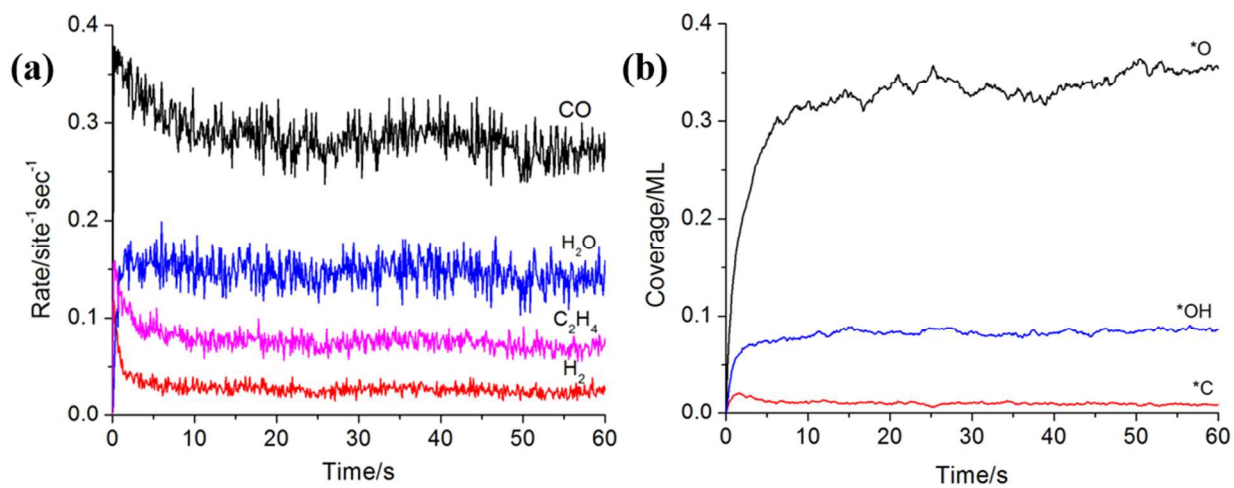 (a)
0.4
0.3
0.2
0.1
0.0
Rate/site⁻¹sec⁻¹
CO
H₂O
C₂H₄
H₂
0 10 20 30 40 50 60
Time/s
(b)
0.4
0.3
0.2
0.1
0.0
Coverage/ML
*O
*OH
*C
0 10 20 30 40 50 60
Time/s